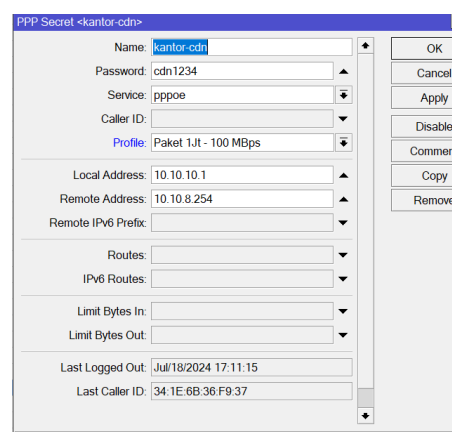 PPP Secret <kantor-cdn>
Name: kantor-cdn
OK
Password: cdn1234
Cancel
Service: pppoe
Apply
Caller ID:
Disable
Profile: Paket 1Jt - 100 MBps
Commen
Local Address: 10.10.10.1
Copy
Remote Address: 10.10.8.254
Remove
Remote IPv6 Prefix:
Routes:
IPv6 Routes:
Limit Bytes In:
Limit Bytes Out:
Last Logged Out: Jul/18/2024 17:11:15
Last Caller ID: 34:1E:6B:36:F9:37